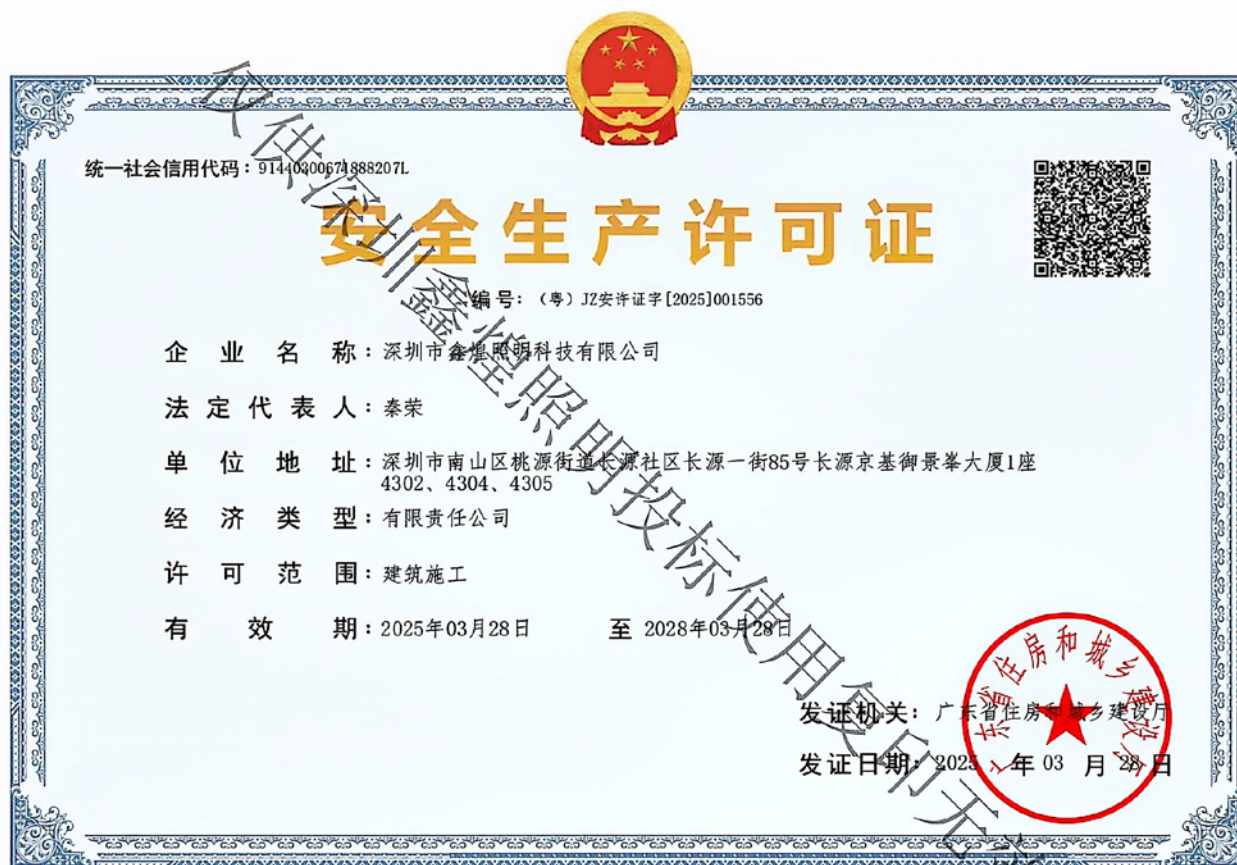 统一社会信用代码：91440300671888207L
安全生产许可证
编号：（粤）JZ安许证字[2025]001556
企业名称：深圳市鑫煌照明科技有限公司
法定代表人：秦荣
单位地址：深圳市南山区桃源街道长源社区长源一街85号长源京基御景峯大厦1座
4302、4304、4305
经济类型：有限责任公司
许可范围：建筑施工
有效期：2025年03月28日 至 2028年03月28日
发证机关：广东省住房和城乡建设厅
发证日期：2025年03月28日
广东省住房和城乡建设厅
仅供深圳鑫煌照明投标使用复印无